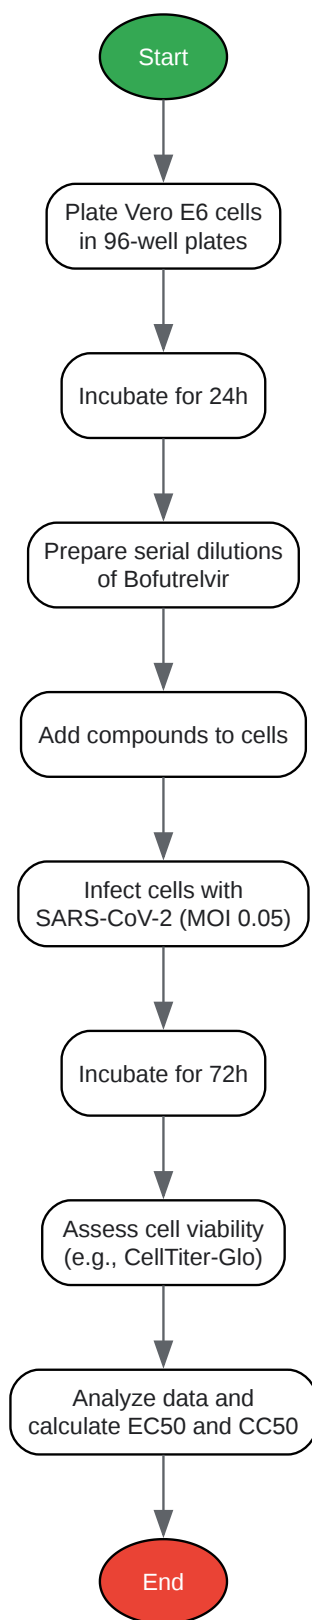 Start
Plate Vero E6 cells
in 96-well plates
Incubate for 24h
Prepare serial dilutions
of Bofutrelvir
Add compounds to cells
Infect cells with
SARS-CoV-2 (MOI 0.05)
Incubate for 72h
Assess cell viability
(e.g., CellTiter-Glo)
Analyze data and
calculate EC50 and CC50
End